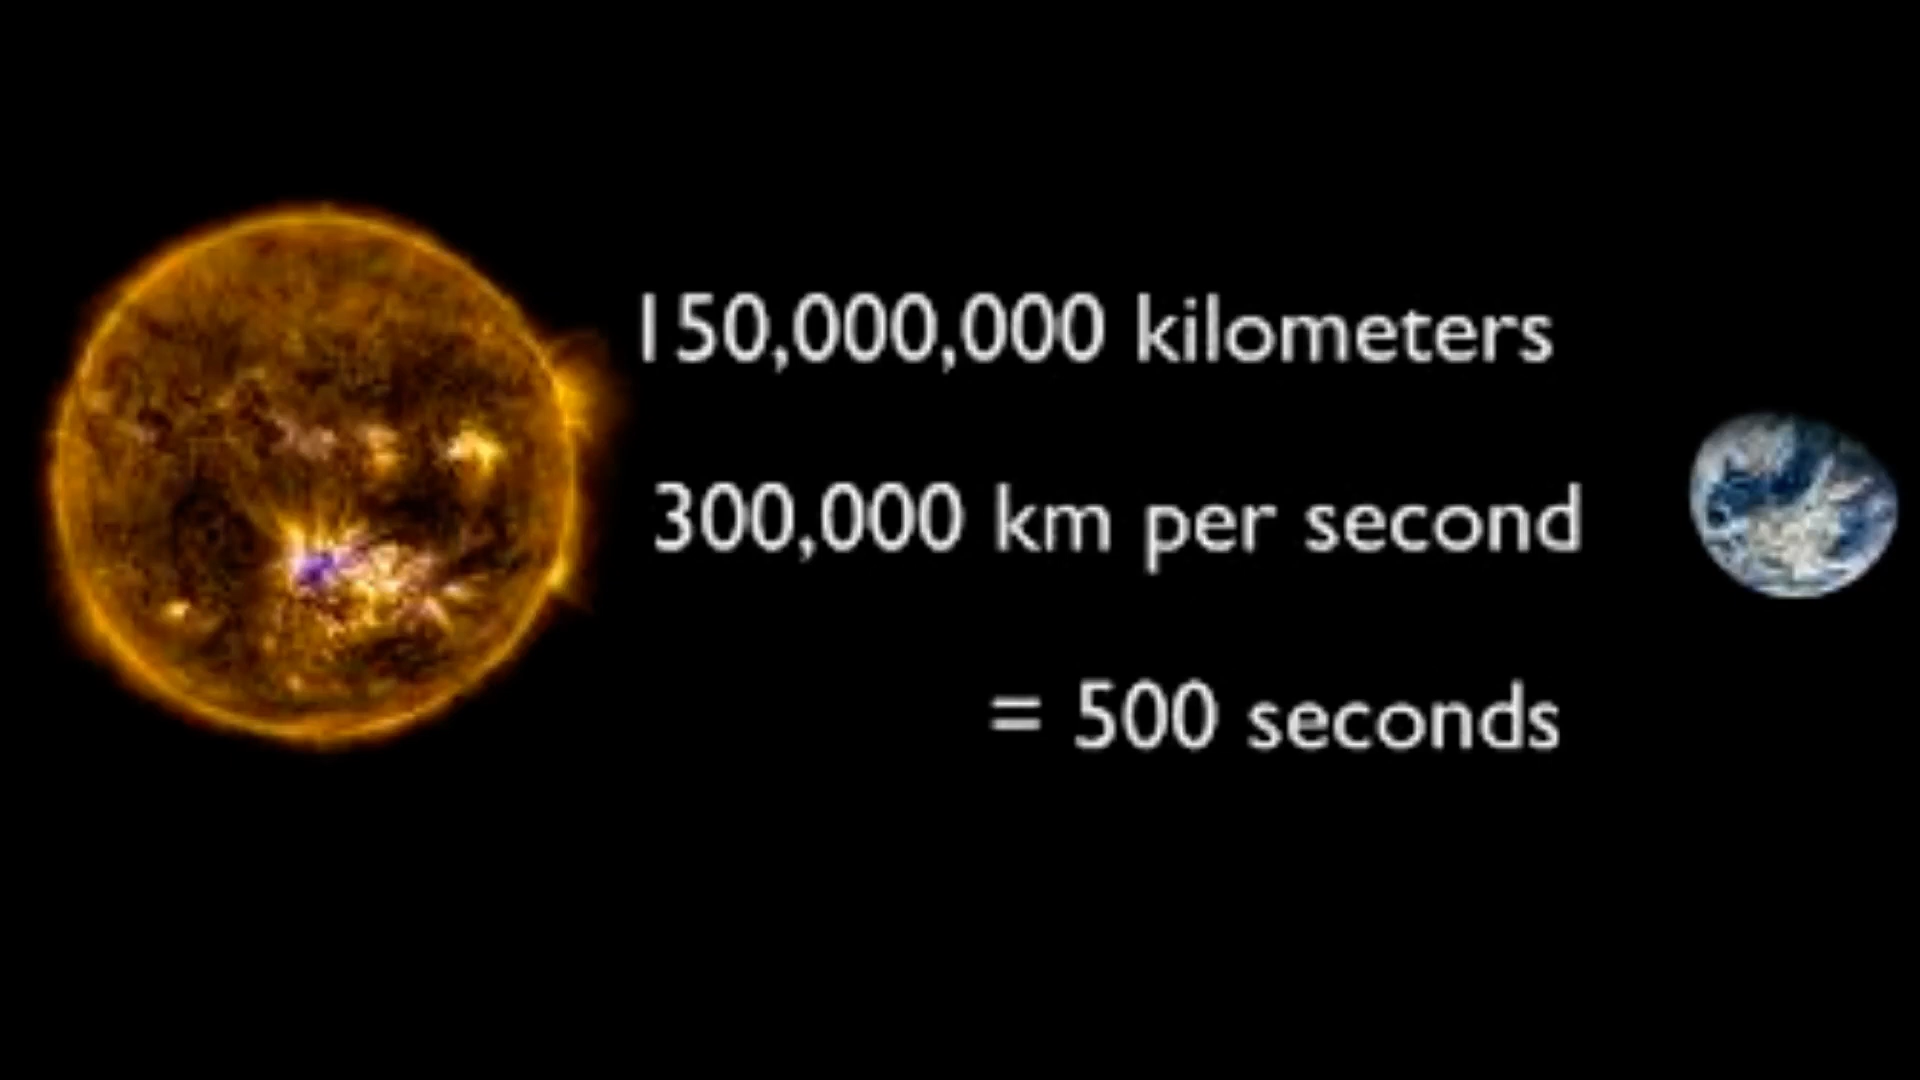 150,000,000 kilometers
300,000 km per second
= 500 seconds